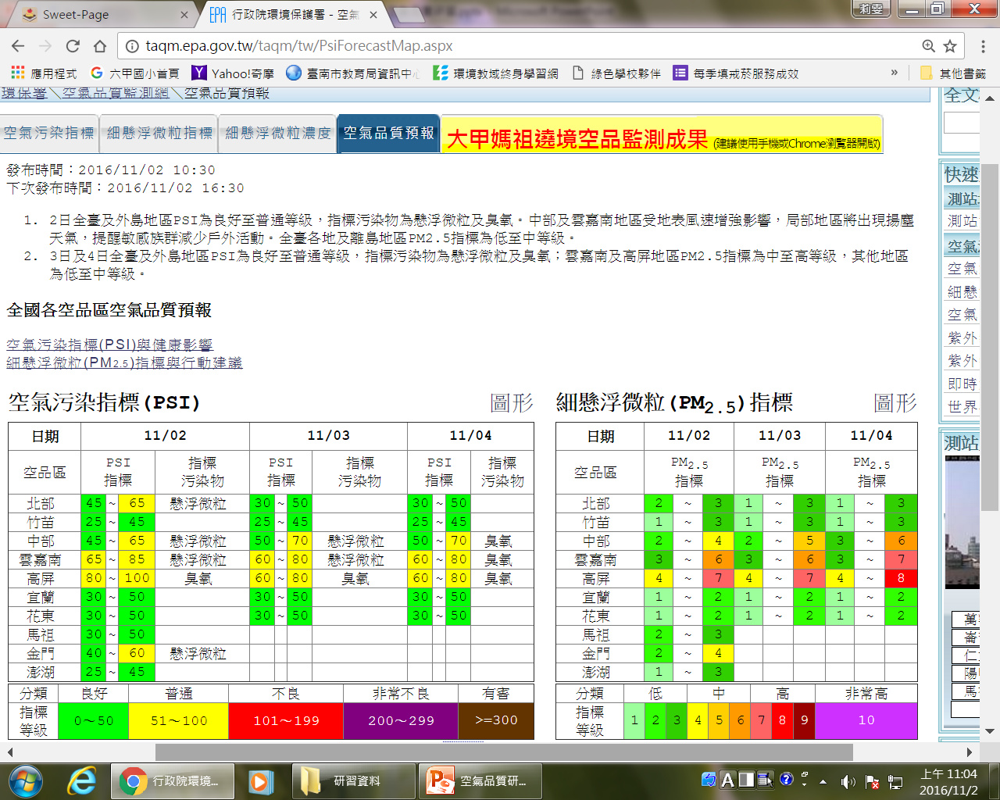 Sweet-Page
行政院環境保護署 - 空氣
莉雯
taqm.epa.gov.tw/taqm/tw/PsiForecastMap.aspx
應用程式 六甲國小首頁 Yahoo!奇摩 臺南市教育局資訊中心 環境教育終身學習網 綠色學校夥伴 每季填戒菸服務成效 » 其他書籤
環保署╲空氣品質監測網╲空氣品質預報
全文
空氣污染指標 細懸浮微粒指標 細懸浮微粒濃度 空氣品質預報 大甲媽祖遶境空品監測成果 (建議使用手機或Chrome瀏覽器開啟)
發布時間：2016/11/02 10:30
下次發布時間：2016/11/02 16:30
1. 2日全臺及外島地區PSI為良好至普通等級，指標污染物為懸浮微粒及臭氧。中部及雲嘉南地區受地表風速增強影響，局部地區將出現揚塵
天氣，提醒敏感族群減少戶外活動。全臺各地及離島地區PM2.5指標為低至中等級。
2. 3日及4日全臺及外島地區PSI為良好至普通等級，指標污染物為懸浮微粒及臭氧；雲嘉南及高屏地區PM2.5指標為中至高等級，其他地區
為低至中等級。
全國各空品區空氣品質預報
空氣污染指標(PSI)與健康影響
細懸浮微粒(PM2.5)指標與行動建議
空氣污染指標(PSI) 圖形
日期 11/02 11/03 11/04
空品區 PSI指標 指標污染物 PSI指標 指標污染物 PSI指標 指標污染物
北部 45 ~ 65 懸浮微粒 30 ~ 50 30 ~ 50
竹苗 25 ~ 45 25 ~ 45 25 ~ 45
中部 45 ~ 65 懸浮微粒 50 ~ 70 懸浮微粒 50 ~ 70 臭氧
雲嘉南 65 ~ 85 懸浮微粒 60 ~ 80 懸浮微粒 60 ~ 80 臭氧
高屏 80 ~ 100 臭氧 60 ~ 80 臭氧 60 ~ 80 臭氧
宜蘭 30 ~ 50 30 ~ 50 30 ~ 50
花東 30 ~ 50 30 ~ 50 30 ~ 50
馬祖 30 ~ 50
金門 40 ~ 60 懸浮微粒
澎湖 25 ~ 45
分類 良好 普通 不良 非常不良 有害
指標等級 0～50 51～100 101～199 200～299 >=300
細懸浮微粒(PM2.5)指標 圖形
日期 11/02 11/03 11/04
空品區 PM2.5指標 PM2.5指標 PM2.5指標
北部 2 ~ 3 1 ~ 3 1 ~ 3
竹苗 1 ~ 3 1 ~ 3 1 ~ 3
中部 2 ~ 4 2 ~ 5 3 ~ 6
雲嘉南 3 ~ 6 3 ~ 6 3 ~ 7
高屏 4 ~ 7 4 ~ 7 4 ~ 8
宜蘭 1 ~ 2 1 ~ 2 1 ~ 2
花東 1 ~ 2 1 ~ 2 1 ~ 2
馬祖 2 ~ 3
金門 2 ~ 4
澎湖 1 ~ 3
分類 低 中 高 非常高
指標等級 1 2 3 4 5 6 7 8 9 10
快速
測站
測站
空氣
空氣
細懸
空氣
紫外
紫外
即時
世界
測站
萬
崙
仁
陽
馬
行政院環境... 研習資料 空氣品質研...
A
上午 11:04
2016/11/2